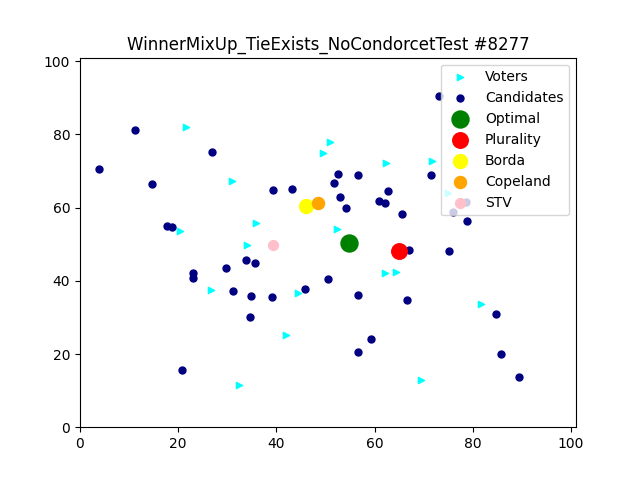 WinnerMixUp_TieExists_NoCondorcetTest #8277
Voters
Candidates
Optimal
Plurality
Borda
Copeland
STV
100
80
60
40
20
0
0 20 40 60 80 100